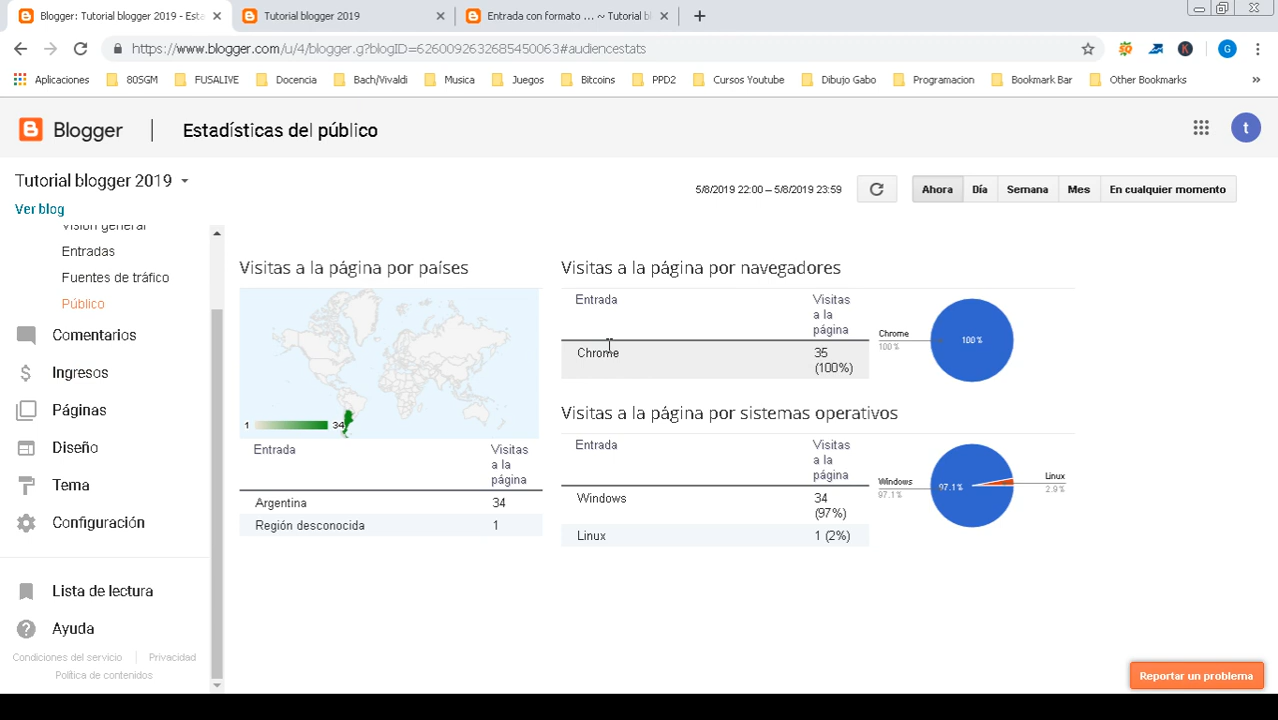 Blogger: Tutorial blogger 2019 - Esta
Tutorial blogger 2019
Entrada con formato ... ~ Tutorial bl
https://www.blogger.com/u/4/blogger.g?blogID=6260092632685450063#audiencestats
Aplicaciones
80SGM
FUSALIVE
Docencia
Bach/Vivaldi
Musica
Juegos
Bitcoins
PPD2
Cursos Youtube
Dibujo Gabo
Programacion
Bookmark Bar
Other Bookmarks
»
Blogger
Estadísticas del público
t
G
K
Tutorial blogger 2019
Ver blog
5/8/2019 22:00 – 5/8/2019 23:59
Ahora
Día
Semana
Mes
En cualquier momento
Visión general
Entradas
Fuentes de tráfico
Público
Comentarios
Ingresos
Páginas
Diseño
Tema
Configuración
Lista de lectura
Ayuda
Condiciones del servicio
Privacidad
Política de contenidos
Visitas a la página por países
1
34
Entrada
Visitas
a la
página
Argentina 34
Región desconocida 1
Visitas a la página por navegadores
Entrada
Visitas
a la
página
Chrome 35
(100%)
Chrome
100%
100%
Visitas a la página por sistemas operativos
Entrada
Visitas
a la
página
Windows 34
(97%)
Linux 1 (2%)
Windows
97.1%
97.1%
Linux
2.9%
Reportar un problema